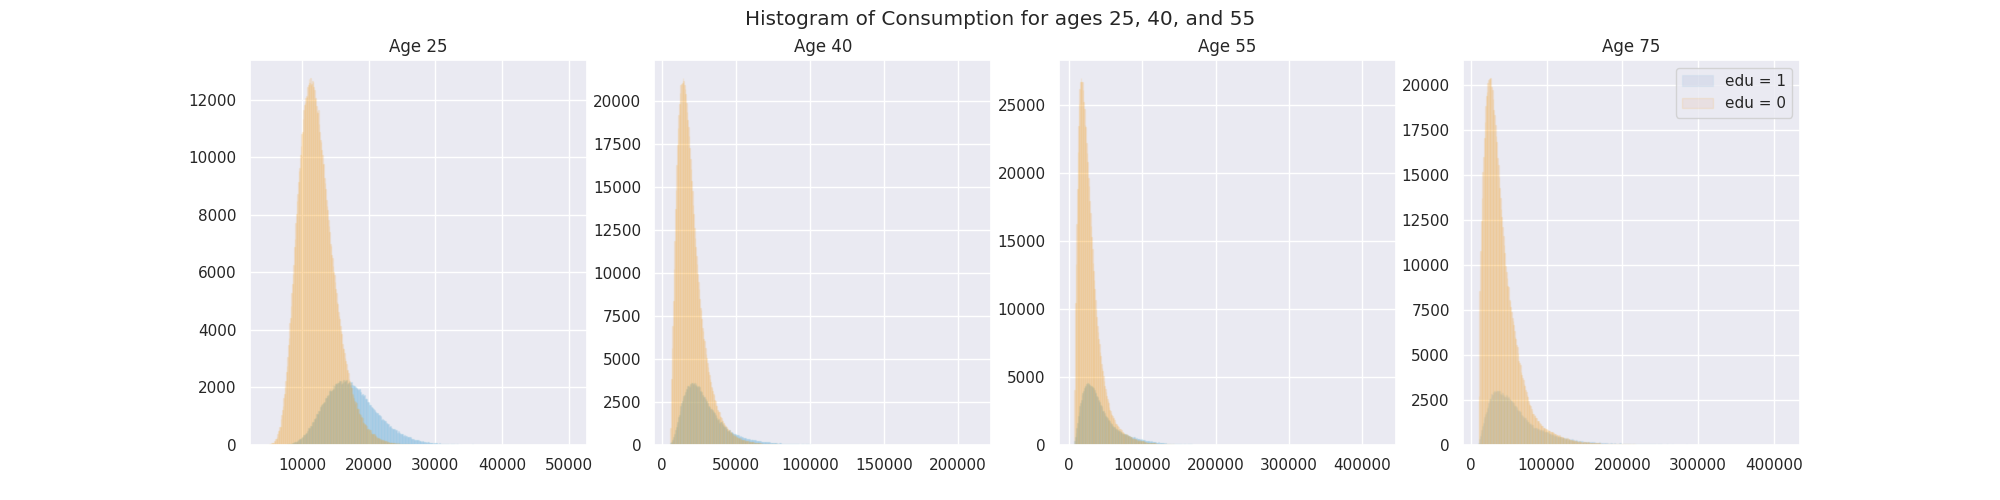 Histogram of Consumption for ages 25, 40, and 55
Age 25
12000
10000
8000
6000
4000
2000
0
10000 20000 30000 40000 50000
Age 40
20000
17500
15000
12500
10000
7500
5000
2500
0
0 50000 100000 150000 200000
Age 55
25000
20000
15000
10000
5000
0
0 100000 200000 300000 400000
Age 75
20000
17500
15000
12500
10000
7500
5000
2500
0
0 100000 200000 300000 400000
edu = 1
edu = 0